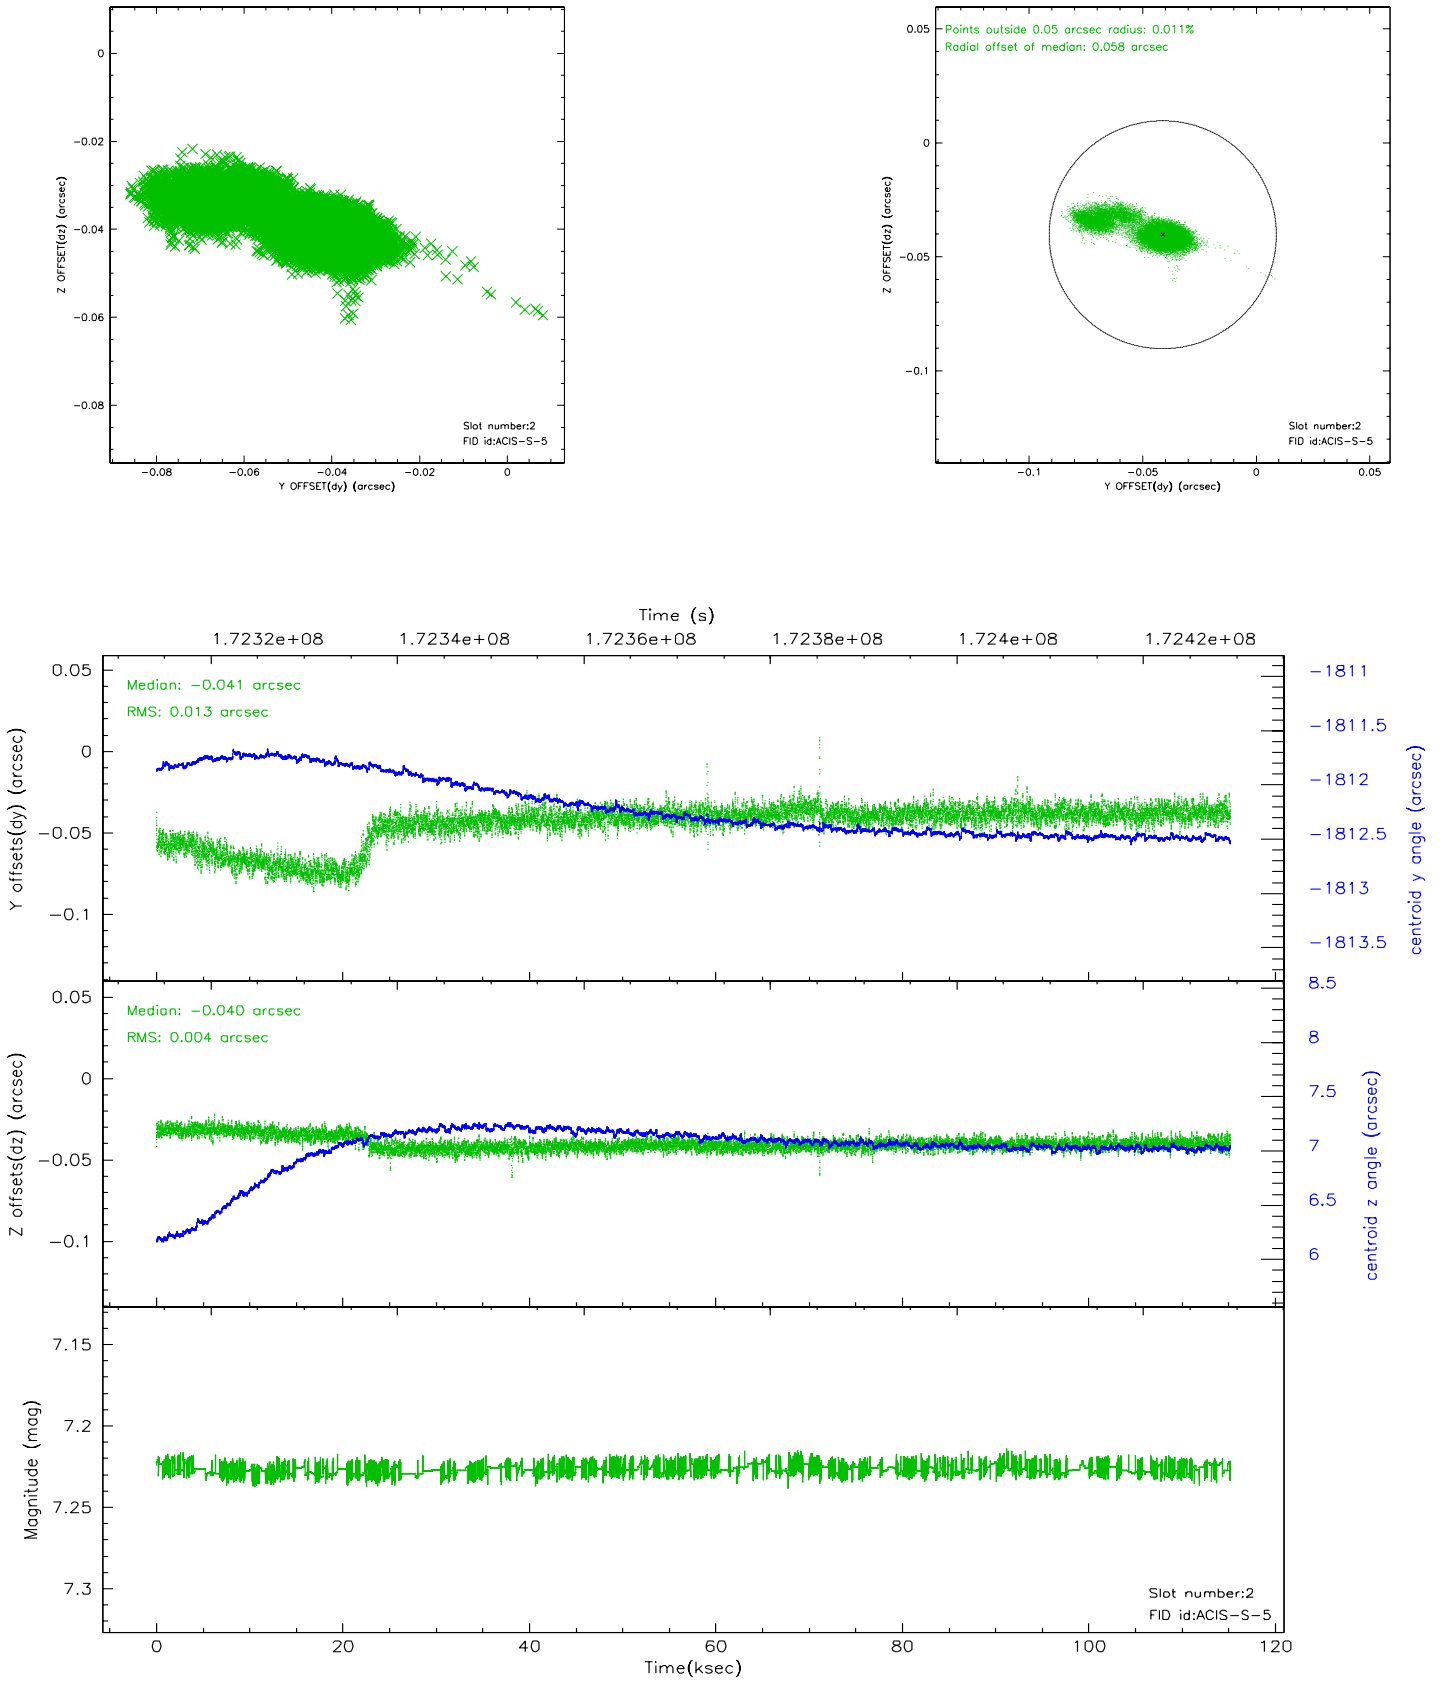 0
-0.02
-0.04
-0.06
-0.08
Z OFFSET(dz) (arcsec)
Slot number:2
FID id:ACIS-S-5
-0.08 -0.06 -0.04 -0.02 0
Y OFFSET(dy) (arcsec)
Points outside 0.05 arcsec radius: 0.011%
Radial offset of median: 0.058 arcsec
0.05
0
-0.05
-0.1
Z OFFSET(dz) (arcsec)
Slot number:2
FID id:ACIS-S-5
-0.1 -0.05 0 0.05
Y OFFSET(dy) (arcsec)
Time (s)
1.7232e+08 1.7234e+08 1.7236e+08 1.7238e+08 1.724e+08 1.7242e+08
0.05
0
-0.05
-0.1
Y offsets(dy) (arcsec)
Median: -0.041 arcsec
RMS: 0.013 arcsec
-1811
-1811.5
-1812
-1812.5
-1813
-1813.5
centroid y angle (arcsec)
0.05
0
-0.05
-0.1
Z offsets(dz) (arcsec)
Median: -0.040 arcsec
RMS: 0.004 arcsec
8.5
8
7.5
7
6.5
6
centroid z angle (arcsec)
7.15
7.2
7.25
7.3
Magnitude (mag)
Slot number:2
FID id:ACIS-S-5
0 20 40 60 80 100 120
Time(ksec)